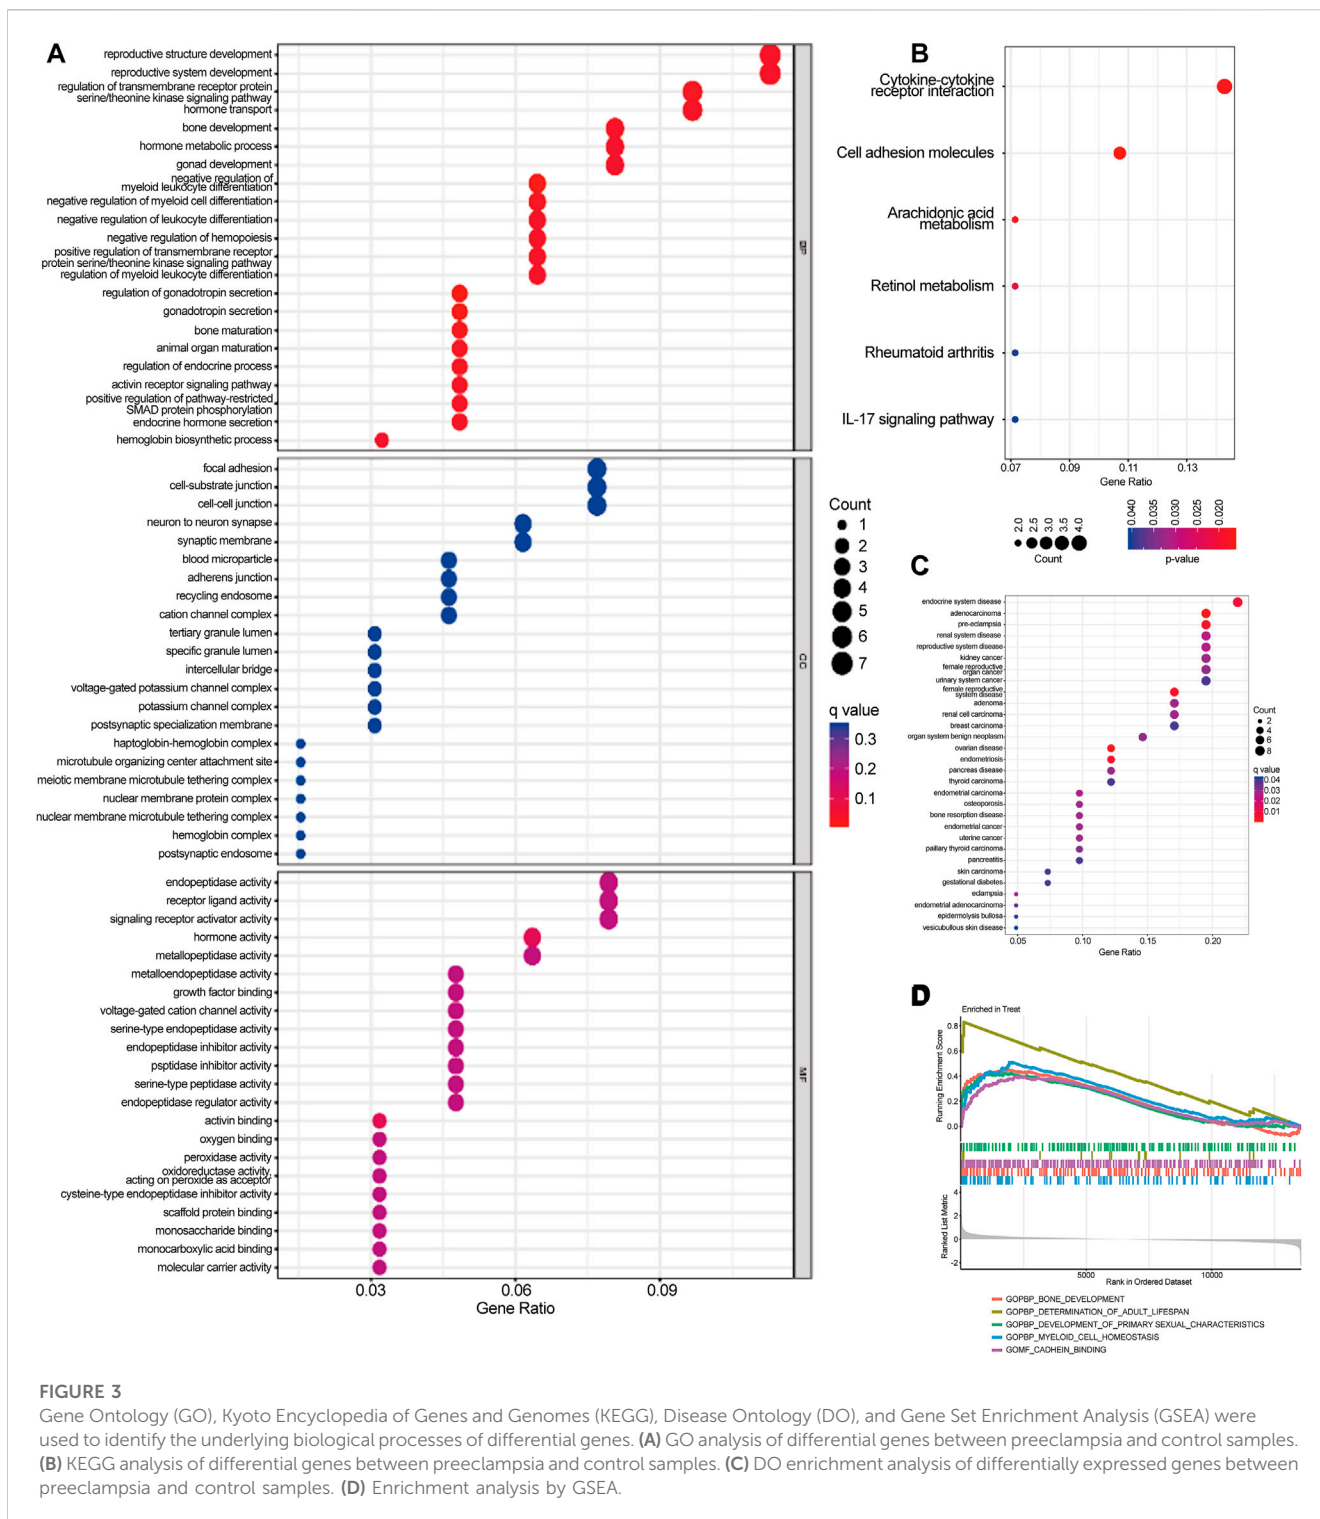 A
reproductive structure development
reproductive system development
regulation of transmembrane receptor protein
serine/theonine kinase signaling pathway
hormone transport
bone development
hormone metabolic process
gonad development
negative regulation of
myeloid leukocyte differentiation
negative regulation of myeloid cell differentiation
negative regulation of leukocyte differentiation
negative regulation of hemopoiesis
positive regulation of transmembrane receptor
protein serine/theonine kinase signaling pathway
regulation of myeloid leukocyte differentiation
regulation of gonadotropin secretion
gonadotropin secretion
bone maturation
animal organ maturation
regulation of endocrine process
activin receptor signaling pathway
positive regulation of pathway-restricted
SMAD protein phosphorylation
endocrine hormone secretion
hemoglobin biosynthetic process
BP
focal adhesion
cell-substrate junction
cell-cell junction
neuron to neuron synapse
synaptic membrane
blood microparticle
adherens junction
recycling endosome
cation channel complex
tertiary granule lumen
specific granule lumen
intercellular bridge
voltage-gated potassium channel complex
potassium channel complex
postsynaptic specialization membrane
haptoglobin-hemoglobin complex
microtubule organizing center attachment site
meiotic membrane microtubule tethering complex
nuclear membrane protein complex
nuclear membrane microtubule tethering complex
hemoglobin complex
postsynaptic endosome
CC
endopeptidase activity
receptor ligand activity
signaling receptor activator activity
hormone activity
metallopeptidase activity
metalloendopeptidase activity
growth factor binding
voltage-gated cation channel activity
serine-type endopeptidase activity
endopeptidase inhibitor activity
psptidase inhibitor activity
serine-type peptidase activity
endopeptidase regulator activity
activin binding
oxygen binding
peroxidase activity
oxidoreductase activity,
acting on peroxide as acceptor
cysteine-type endopeptidase inhibitor activity
scaffold protein binding
monosaccharide binding
monocarboxylic acid binding
molecular carrier activity
MF
0.03 0.06 0.09
Gene Ratio
Count
1
2
3
4
5
6
7
q value
0.3
0.2
0.1
B
Cytokine-cytokine
receptor interaction
Cell adhesion molecules
Arachidonic acid
metabolism
Retinol metabolism
Rheumatoid arthritis
IL-17 signaling pathway
0.07 0.09 0.11 0.13
Gene Ratio
2.0 2.5 3.0 3.5 4.0
Count
0.040 0.035 0.030 0.025 0.020
p-value
C
endocrine system disease
adenocarcinoma
pre-eclampsia
renal system disease
reproductive system disease
kidney cancer
female reproductive
organ cancer
urinary system cancer
female reproductive
system disease
adenoma
renal cell carcinoma
breast carcinoma
organ system benign neoplasm
ovarian disease
endometriosis
pancreas disease
thyroid carcinoma
endometrial carcinoma
osteoporosis
bone resorption disease
endometrial cancer
uterine cancer
paillary thyroid carcinoma
pancreatitis
skin carcinoma
gestational diabetes
eclampsia
endometrial adenocarcinoma
epidermolysis bullosa
vesicubullous skin disease
0.05 0.10 0.15 0.20
Gene Ratio
Count
2
4
6
8
q value
0.04
0.03
0.02
0.01
D
Enriched in Treat
Running Enrichment Score
0.8
0.6
0.4
0.2
0.0
Ranked List Metric
4
2
0
-2
5000 10000
Rank in Ordered Dataset
GOPBP_BONE_DEVELOPMENT
GOPBP_DETERMINATION_OF_ADULT_LIFESPAN
GOPBP_DEVELOPMENT_OF_PRIMARY SEXUAL_CHARACTERISTICS
GOPBP_MYELOID_CELL_HOMEOSTASIS
GOMF_CADHEIN_BINDING
FIGURE 3
Gene Ontology (GO), Kyoto Encyclopedia of Genes and Genomes (KEGG), Disease Ontology (DO), and Gene Set Enrichment Analysis (GSEA) were
used to identify the underlying biological processes of differential genes. (A) GO analysis of differential genes between preeclampsia and control samples.
(B) KEGG analysis of differential genes between preeclampsia and control samples. (C) DO enrichment analysis of differentially expressed genes between
preeclampsia and control samples. (D) Enrichment analysis by GSEA.